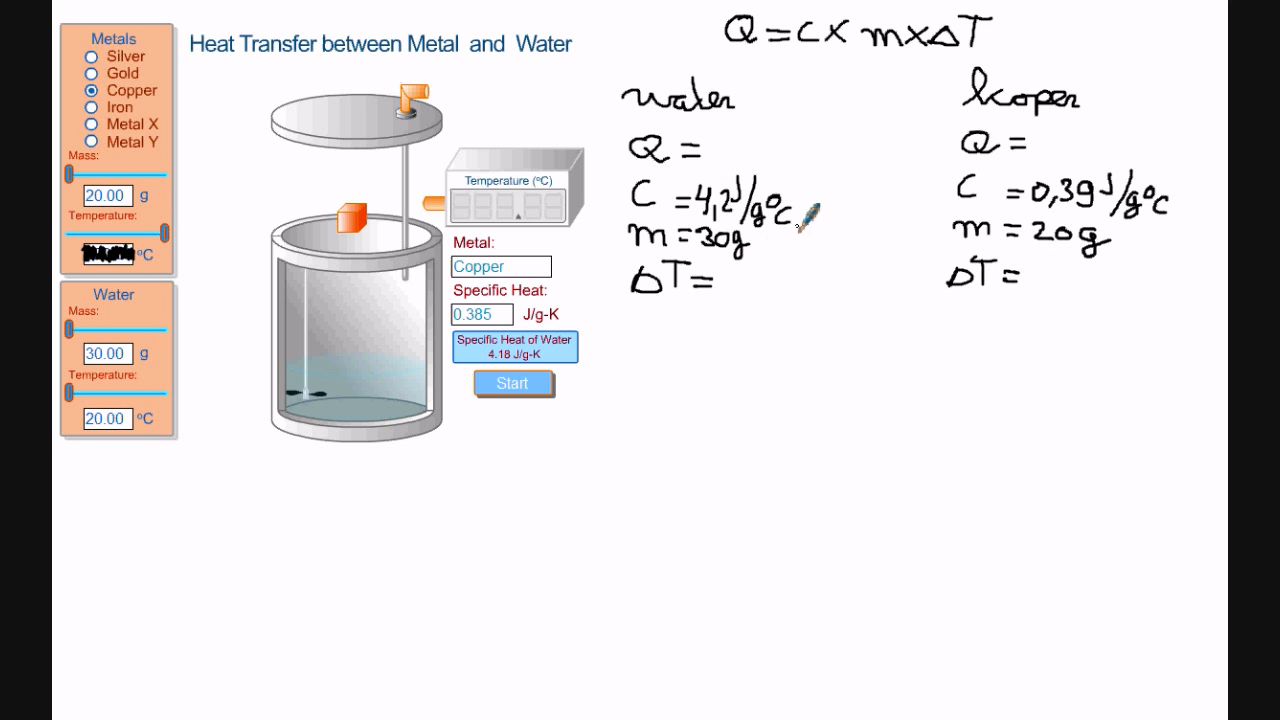 Metals
Silver
Gold
Copper
Iron
Metal X
Metal Y
Mass:
20.00 g
Temperature:
°C
Water
Mass:
30.00 g
Temperature:
20.00 °C
Heat Transfer between Metal and Water
Temperature (°C)
Metal:
Copper
Specific Heat:
0.385 J/g-K
Specific Heat of Water
4.18 J/g-K
Start
Q = c x m x ΔT
water
Q =
C = 4,2 J/g°C
m = 30g
ΔT =
koper
Q =
C = 0,39 J/g°C
m = 20g
ΔT =